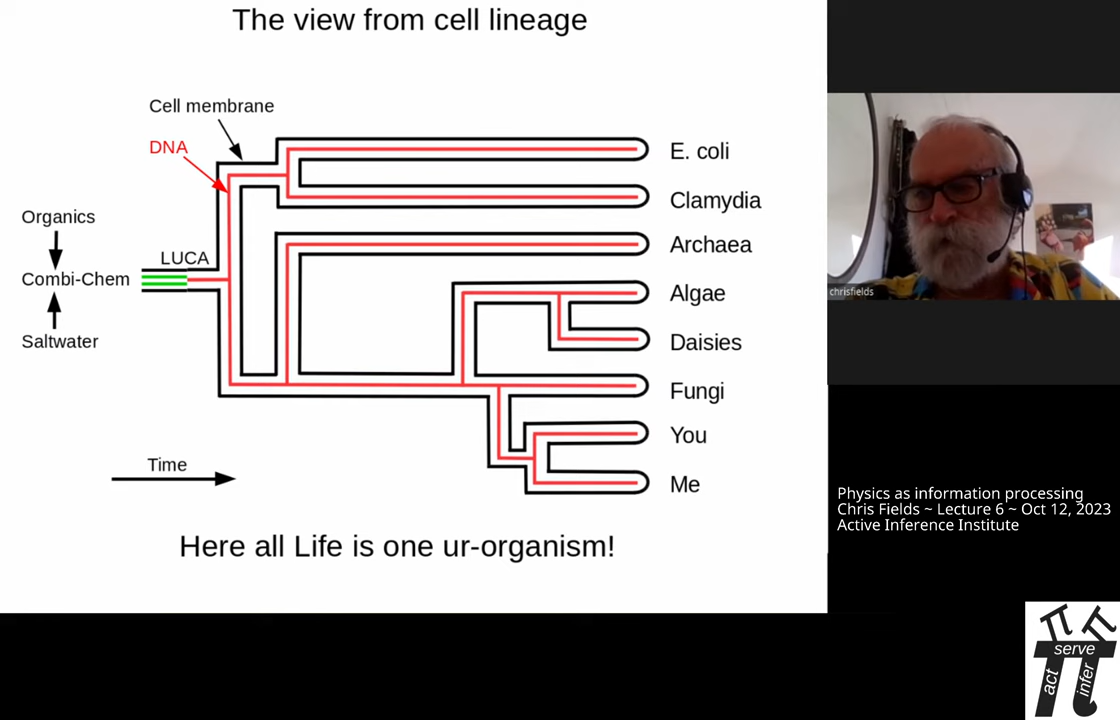 The view from cell lineage
Cell membrane
DNA
Organics
LUCA
Combi-Chem
Saltwater
Time
E. coli
Clamydia
Archaea
Algae
Daisies
Fungi
You
Me
Here all Life is one ur-organism!
chrisfields
Physics as information processing
Chris Fields ~ Lecture 6 ~ Oct 12, 2023
Active Inference Institute
π π
serve
π
act
infer